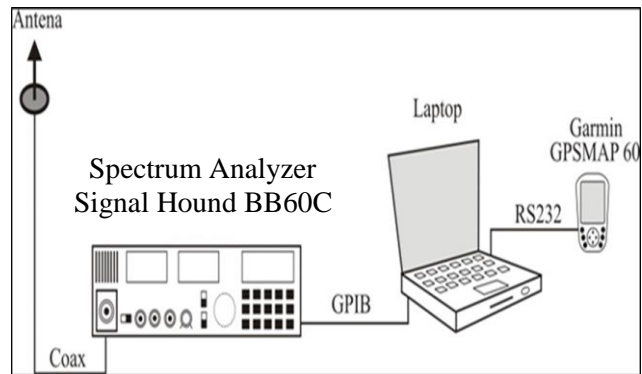 Antena
Spectrum Analyzer
Signal Hound BB60C
Laptop
Garmin
GPSMAP 60
RS232
GPIB
Coax